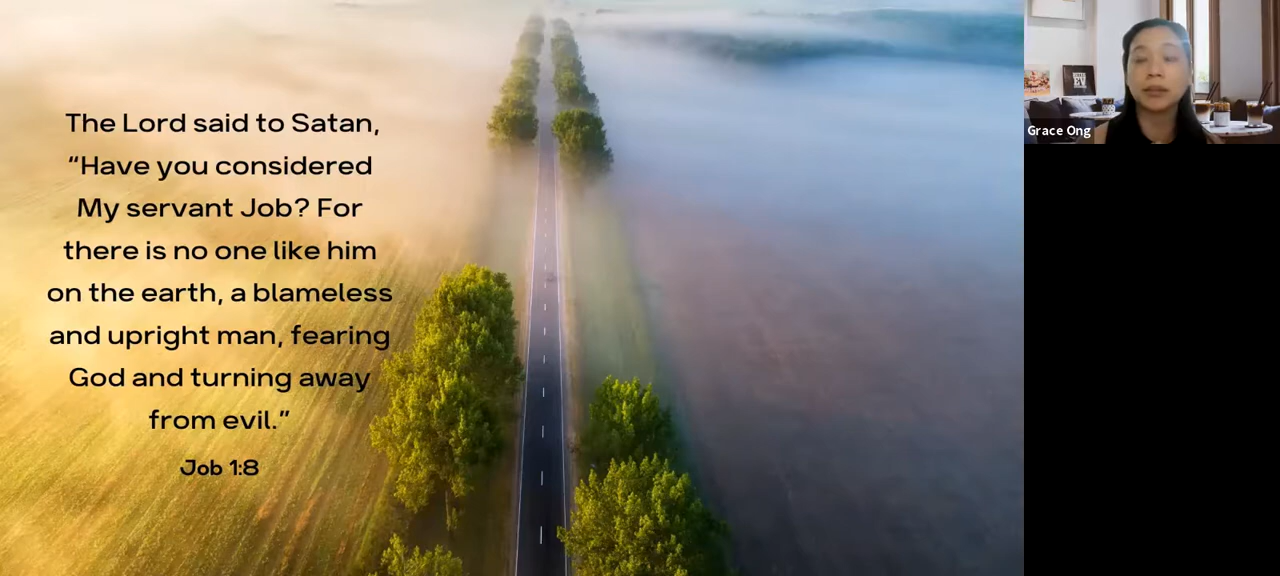 The Lord said to Satan,
“Have you considered
My servant Job? For
there is no one like him
on the earth, a blameless
and upright man, fearing
God and turning away
from evil.”
Job 1:8
Grace Ong